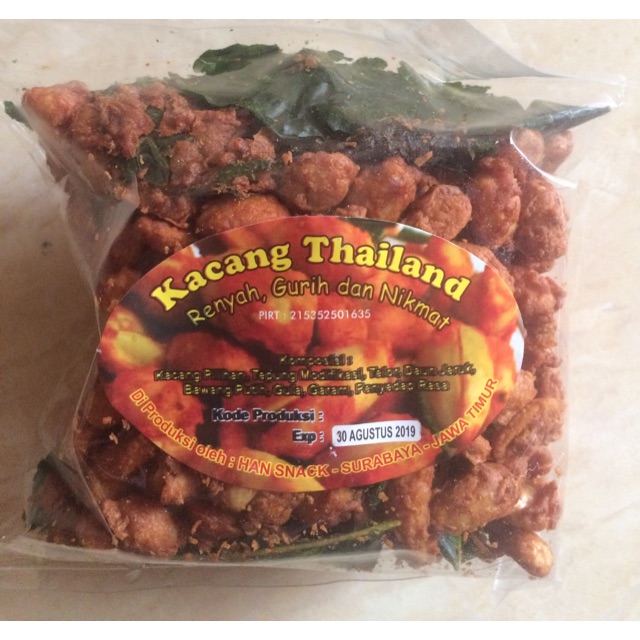 Kacang Thailand
Renyah, Gurih dan Nikmat
PIRT : 215352501635
Komposisi :
Kacang Pilihan, Tepung Modifikasi, Telor, Daun Jeruk,
Bawang Putih, Gula, Garam, Penyedap Rasa
Kode Produksi :
Exp : 30 AGUSTUS 2019
Di Produksi oleh : HAN SNACK - SURABAYA - JAWA TIMUR